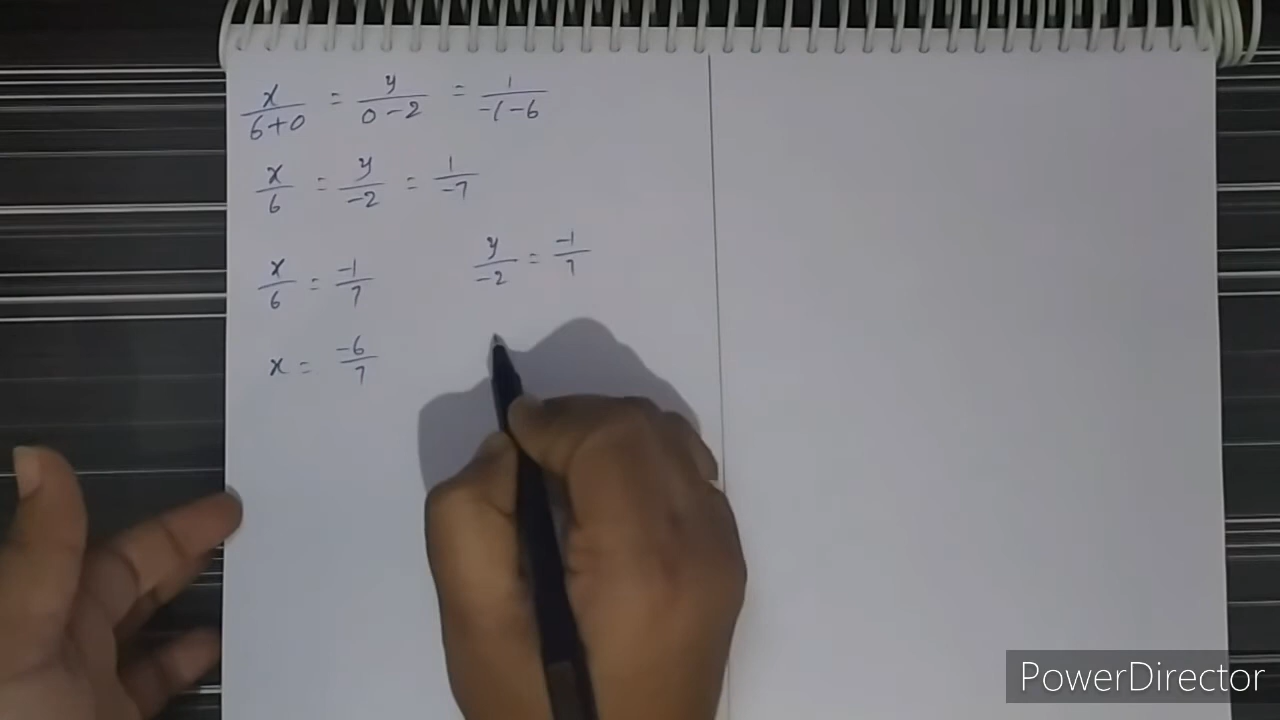 x/(6+0) = y/(0-2) = 1/(-1-6)
x/6 = y/-2 = 1/-7
x/6 = -1/7
y/-2 = -1/7
x = -6/7
PowerDirector